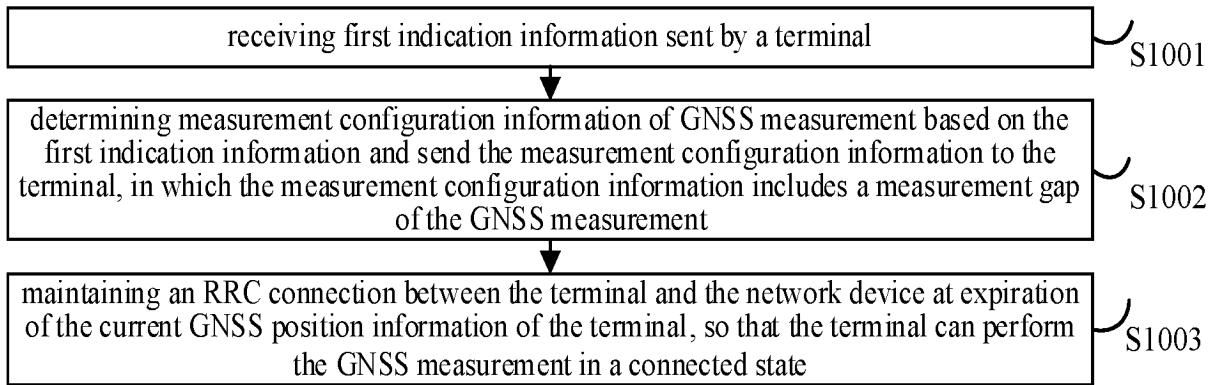 receiving first indication information sent by a terminal
S1001
determining measurement configuration information of GNSS measurement based on the
first indication information and send the measurement configuration information to the
terminal, in which the measurement configuration information includes a measurement gap
of the GNSS measurement
S1002
maintaining an RRC connection between the terminal and the network device at expiration
of the current GNSS position information of the terminal, so that the terminal can perform
the GNSS measurement in a connected state
S1003